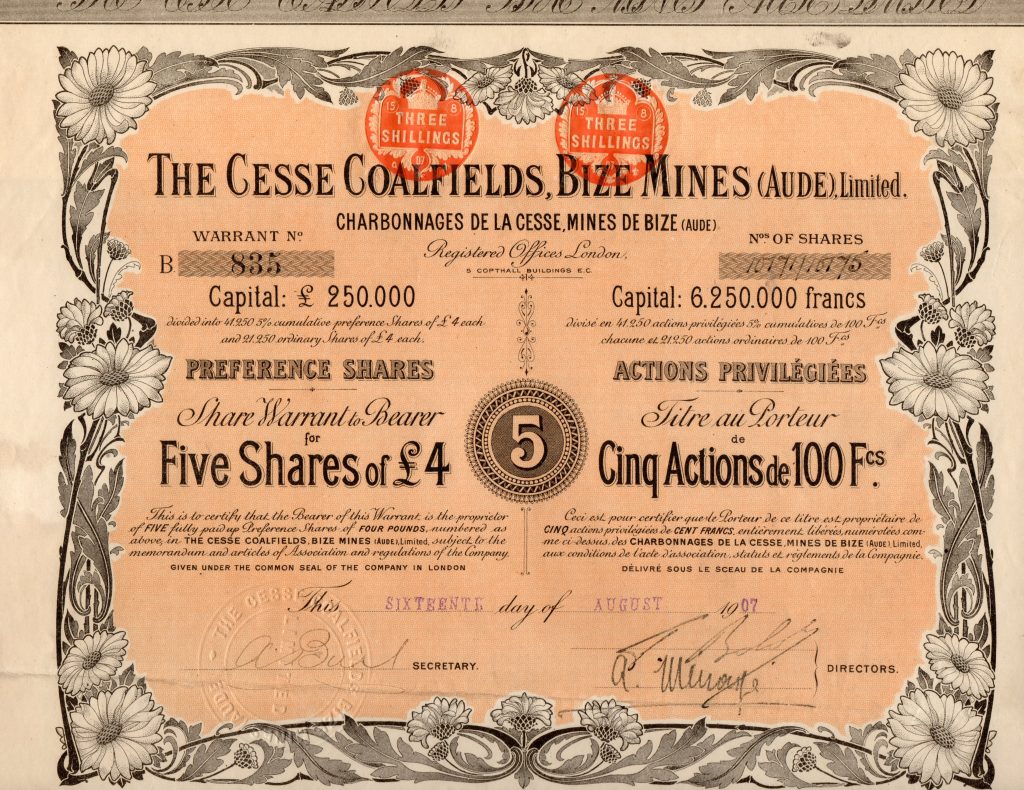 15 8
THREE
SHILLINGS
07
15 8
THREE
SHILLINGS
THE CESSE COALFIELDS, BIZE MINES (AUDE), Limited.
CHARBONNAGES DE LA CESSE, MINES DE BIZE (AUDE)
Registered Offices London.
5 COPTHALL BUILDINGS E.C.
WARRANT No
B 835
Capital: £ 250.000
divided into 41.250 5% cumulative preference Shares of £ 4 each
and 21.250 ordinary Shares of £ 4 each.
PREFERENCE SHARES
Share Warrant to Bearer
for
Five Shares of £4
Nos OF SHARES
Capital: 6.250.000 francs
divisé en 41.250 actions privilégiées 5% cumulatives de 100 Fcs
chacune et 21.250 actions ordinaires de 100 Fcs
ACTIONS PRIVILÉGIÉES
Titre au Porteur
de
Cinq Actions de 100 Fcs.
5
This is to certify that the Bearer of this Warrant, is the proprietor
of FIVE fully paid up Preference Shares of FOUR POUNDS, numbered as
above, in THE CESSE COALFIELDS, BIZE MINES (AUDE), Limited, subject to the
memorandum and articles of Association and regulations of the Company.
GIVEN UNDER THE COMMON SEAL OF THE COMPANY IN LONDON
Ceci est pour certifier que le Porteur de ce titre est propriétaire de
CINQ actions privilégiées de CENT FRANCS, entièrement libérées, numérotées com-
me ci-dessus, des CHARBONNAGES DE LA CESSE, MINES DE BIZE (AUDE), Limited,
aux conditions de l'acte d'association, statuts et règlements de la Compagnie.
DÉLIVRÉ SOUS LE SCEAU DE LA COMPAGNIE
This SIXTEENTH day of AUGUST 1907
THE CESSE COALFIELDS
SECRETARY.
DIRECTORS.